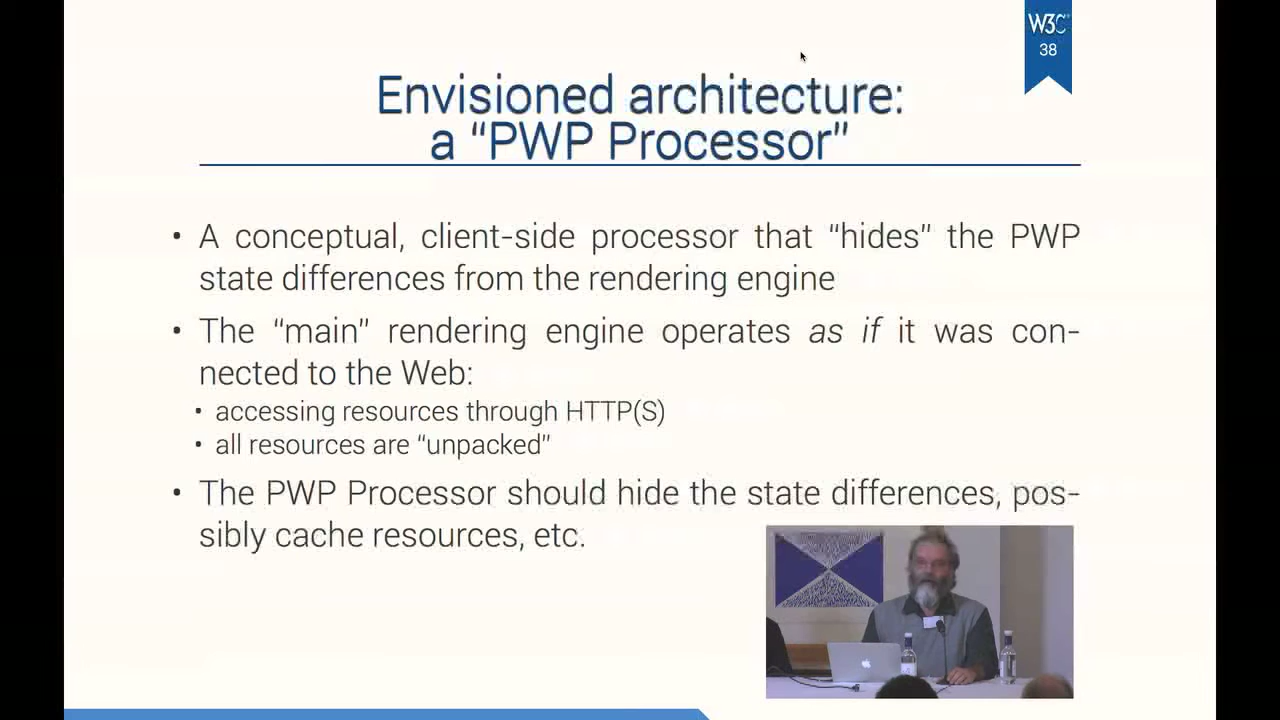 W3C
38
Envisioned architecture:
a “PWP Processor”
• A conceptual, client-side processor that “hides” the PWP
state differences from the rendering engine
• The “main” rendering engine operates as if it was con-
nected to the Web:
• accessing resources through HTTP(S)
• all resources are “unpacked”
• The PWP Processor should hide the state differences, pos-
sibly cache resources, etc.